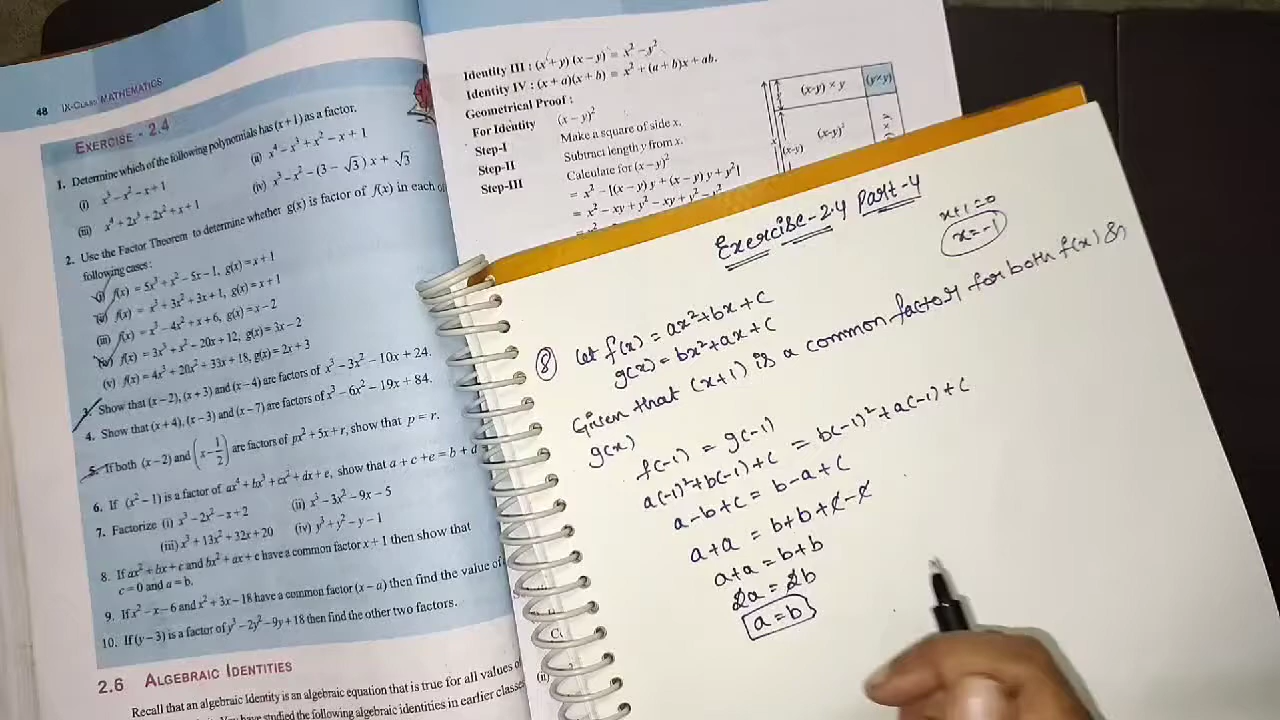 48 IX-CLASS MATHEMATICS
EXERCISE - 2.4
1. Determine which of the following polynomials has (x + 1) as a factor.
(i) x³ − x² − x + 1 (ii) x⁴ − x³ + x² − x + 1
(iii) x⁴ + 2x³ + 2x² + x + 1 (iv) x³ − x² − (3 − √3) x + √3
2. Use the Factor Theorem to determine whether g(x) is factor of f(x) in each of
following cases :
(i) f(x) = 5x³ + x² − 5x − 1, g(x) = x + 1
(ii) f(x) = x³ + 3x² + 3x + 1, g(x) = x + 1
(iii) f(x) = x³ − 4x² + x + 6, g(x) = x − 2
(iv) f(x) = 3x³ + x² − 20x + 12, g(x) = 3x − 2
(v) f(x) = 4x³ + 20x² + 33x + 18, g(x) = 2x + 3
3. Show that (x − 2), (x + 3) and (x − 4) are factors of x³ − 3x² − 10x + 24.
4. Show that (x + 4), (x − 3) and (x − 7) are factors of x³ − 6x² − 19x + 84.
5. If both (x − 2) and (x − 1/2) are factors of px² + 5x + r, show that p = r.
6. If (x² − 1) is a factor of ax⁴ + bx³ + cx² + dx + e, show that a + c + e = b + d
7. Factorize (i) x³ − 2x² − x + 2 (ii) x³ − 3x² − 9x − 5
(iii) x³ + 13x² + 32x + 20 (iv) y³ + y² − y − 1
8. If ax² + bx + c and bx² + ax + c have a common factor x + 1 then show that
c = 0 and a = b.
9. If x² − x − 6 and x² + 3x − 18 have a common factor (x − a) then find the value of
10. If (y − 3) is a factor of y³ − 2y² − 9y + 18 then find the other two factors.
2.6 ALGEBRAIC IDENTITIES
Recall that an algebraic identity is an algebraic equation that is true for all values of
have studied the following algebraic identities in earlier classes
Identity III : (x + y) (x − y) = x² − y²
Identity IV : (x + a)(x + b) = x² + (a + b)x + ab.
Geometrical Proof :
For Identity (x − y)²
Step-I Make a square of side x.
Step-II Subtract length y from x.
Step-III Calculate for (x − y)²
= x² − [(x − y) y + (x − y) y + y²]
= x² − xy + y² − xy + y² − y²
(x-y) × y (y×y)
(x-y)²
(x-y)
Exercise-2.4 Part-4
x+1=0
x=-1
⑧ Let f(x) = ax²+bx+c
g(x) = bx²+ax+c
Given that (x+1) is a common factor for both f(x) &
g(x)
f(-1) = g(-1)
a(-1)²+b(-1)+c = b(-1)²+a(-1)+c
a-b+c = b-a+c
a+a = b+b+c-c
a+a = b+b
2a = 2b
a=b